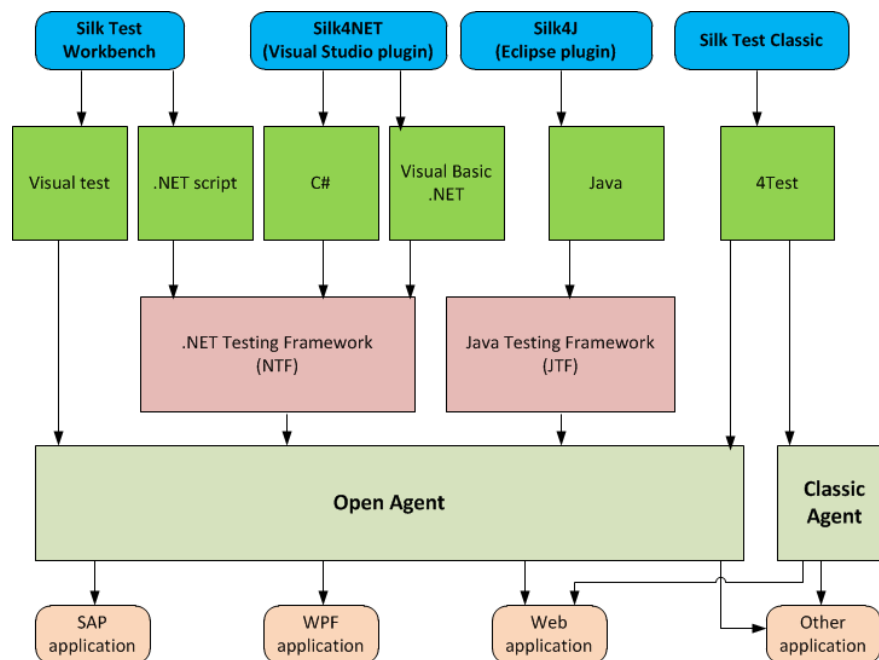 Silk Test
Workbench
Silk4NET
(Visual Studio plugin)
Silk4J
(Eclipse plugin)
Silk Test Classic
Visual test
.NET script
C#
Visual Basic
.NET
Java
4Test
.NET Testing Framework
(NTF)
Java Testing Framework
(JTF)
Open Agent
Classic
Agent
SAP
application
WPF
application
Web
application
Other
application